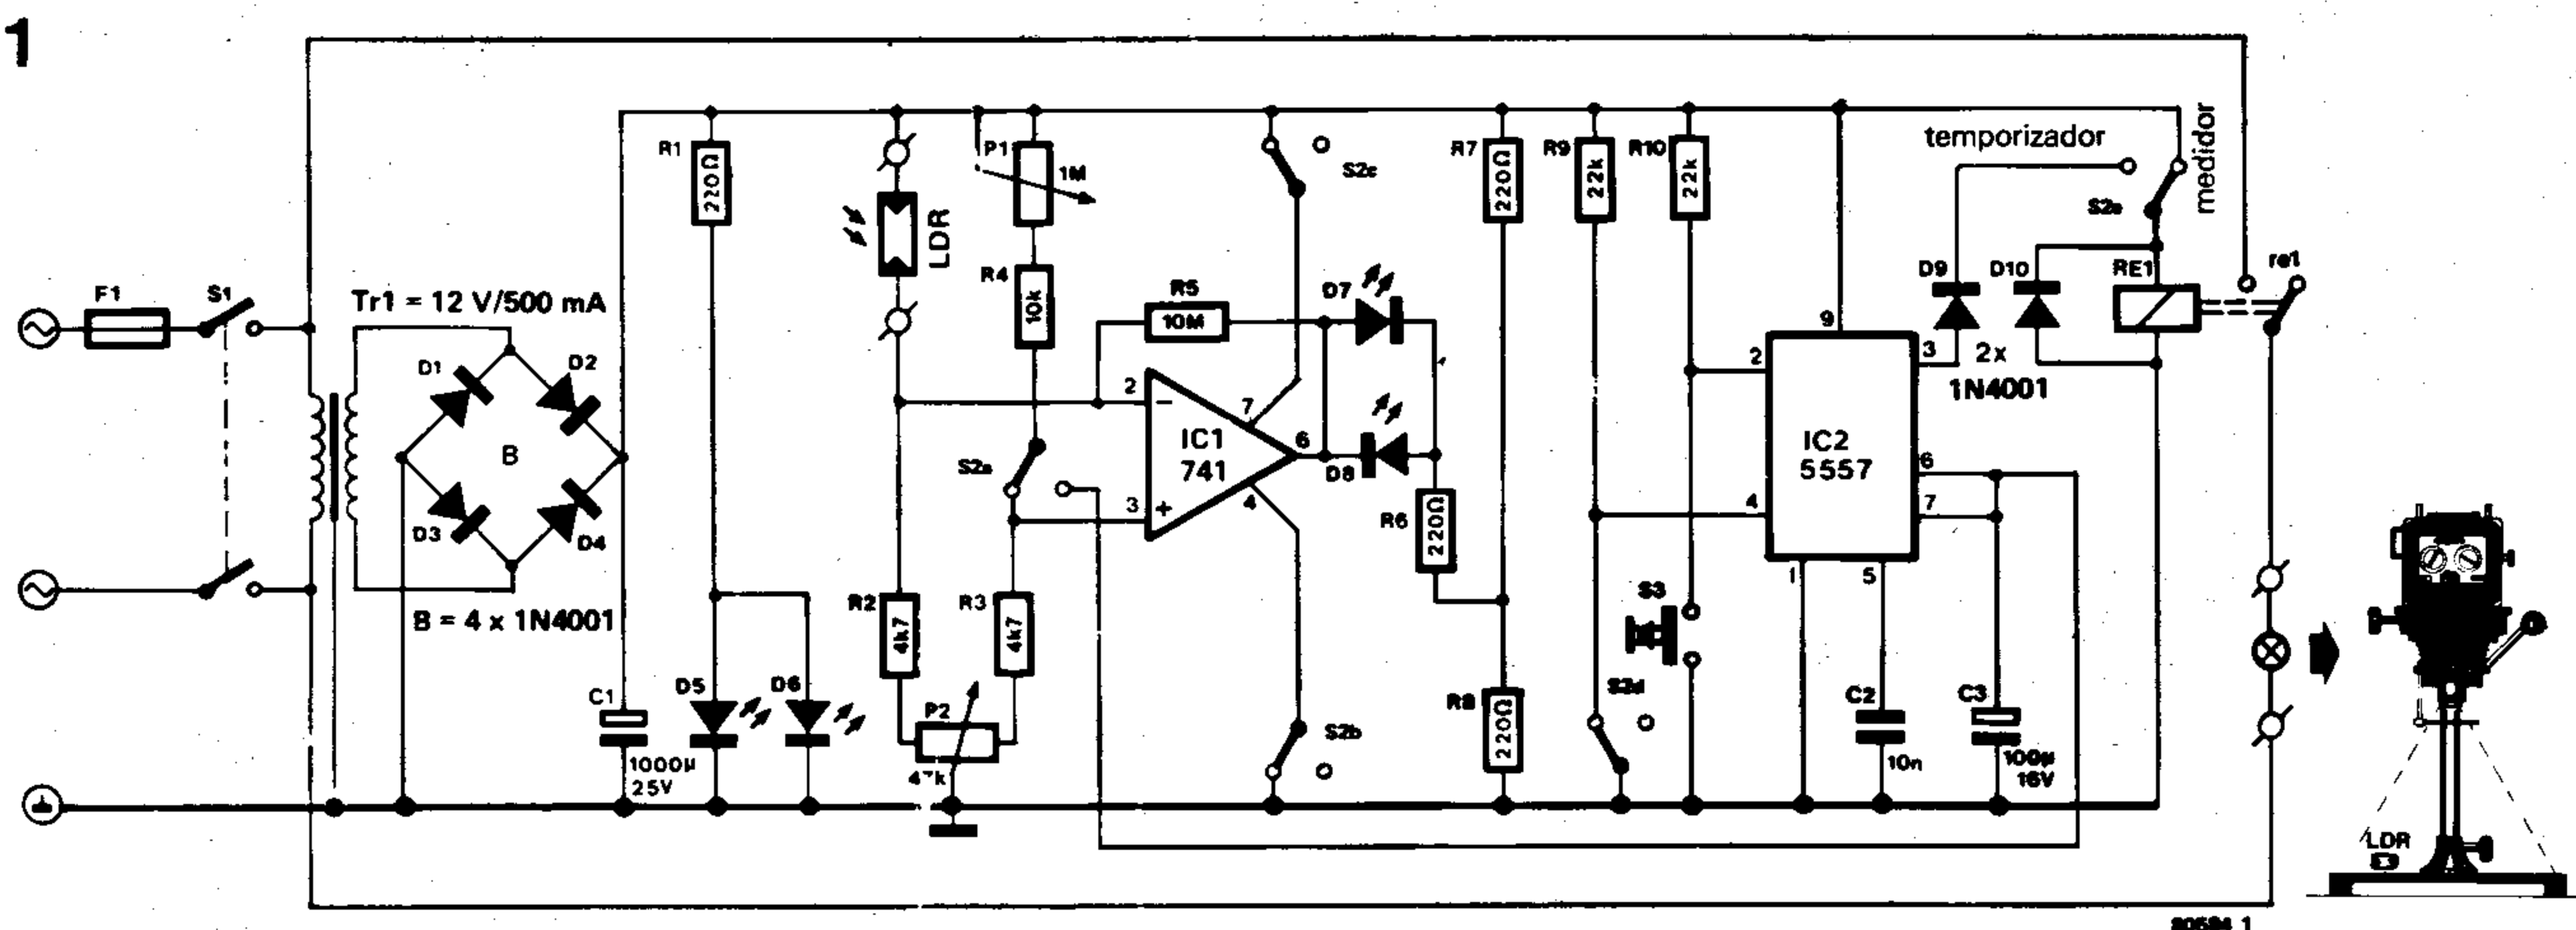 1
F1
S1
Tr1 = 12 V/500 mA
D1
D2
B
D3
D4
B = 4 x 1N4001
C1
1000µ
25V
R1
220Ω
D5
D6
LDR
P1
1M
R4
10k
S2a
R2
4k7
R3
4k7
P2
47k
R5
10M
2
−
3
+
IC1
741
7
6
4
S2c
S2b
D7
D8
R6
220Ω
R7
220Ω
R8
220Ω
R9
22k
R10
22k
S3
S2d
9
2
4
IC2
5557
3
6
7
1
5
C2
10n
C3
100µ
16V
temporizador
medidor
S2e
D9
D10
2x
1N4001
RE1
re1
LDR
80584 1